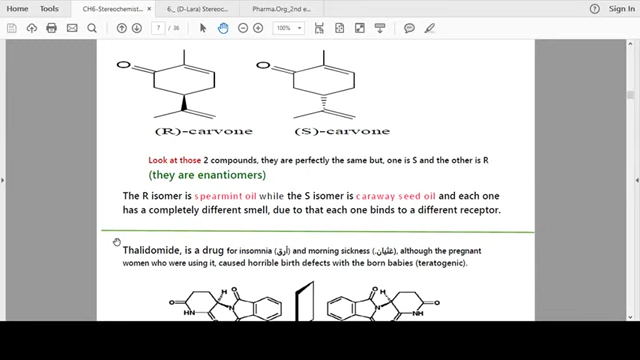 CH6-Stereochemist...
6._ (D-Lara) Stereoc...
Pharma.Org_2nd e...
Sign In
7 / 36
100%
Share
O
O
(R)-carvone
(S)-carvone
Look at those 2 compounds, they are perfectly the same but, one is S and the other is R
(they are enantiomers)
The R isomer is spearmint oil while the S isomer is caraway seed oil and each one
has a completely different smell, due to that each one binds to a different receptor.
Thalidomide, is a drug for insomnia (أرق) and morning sickness (غثيان), although the pregnant
women who were using it, caused horrible birth defects with the born babies (teratogenic).
O H N O NH O
O N H O NH